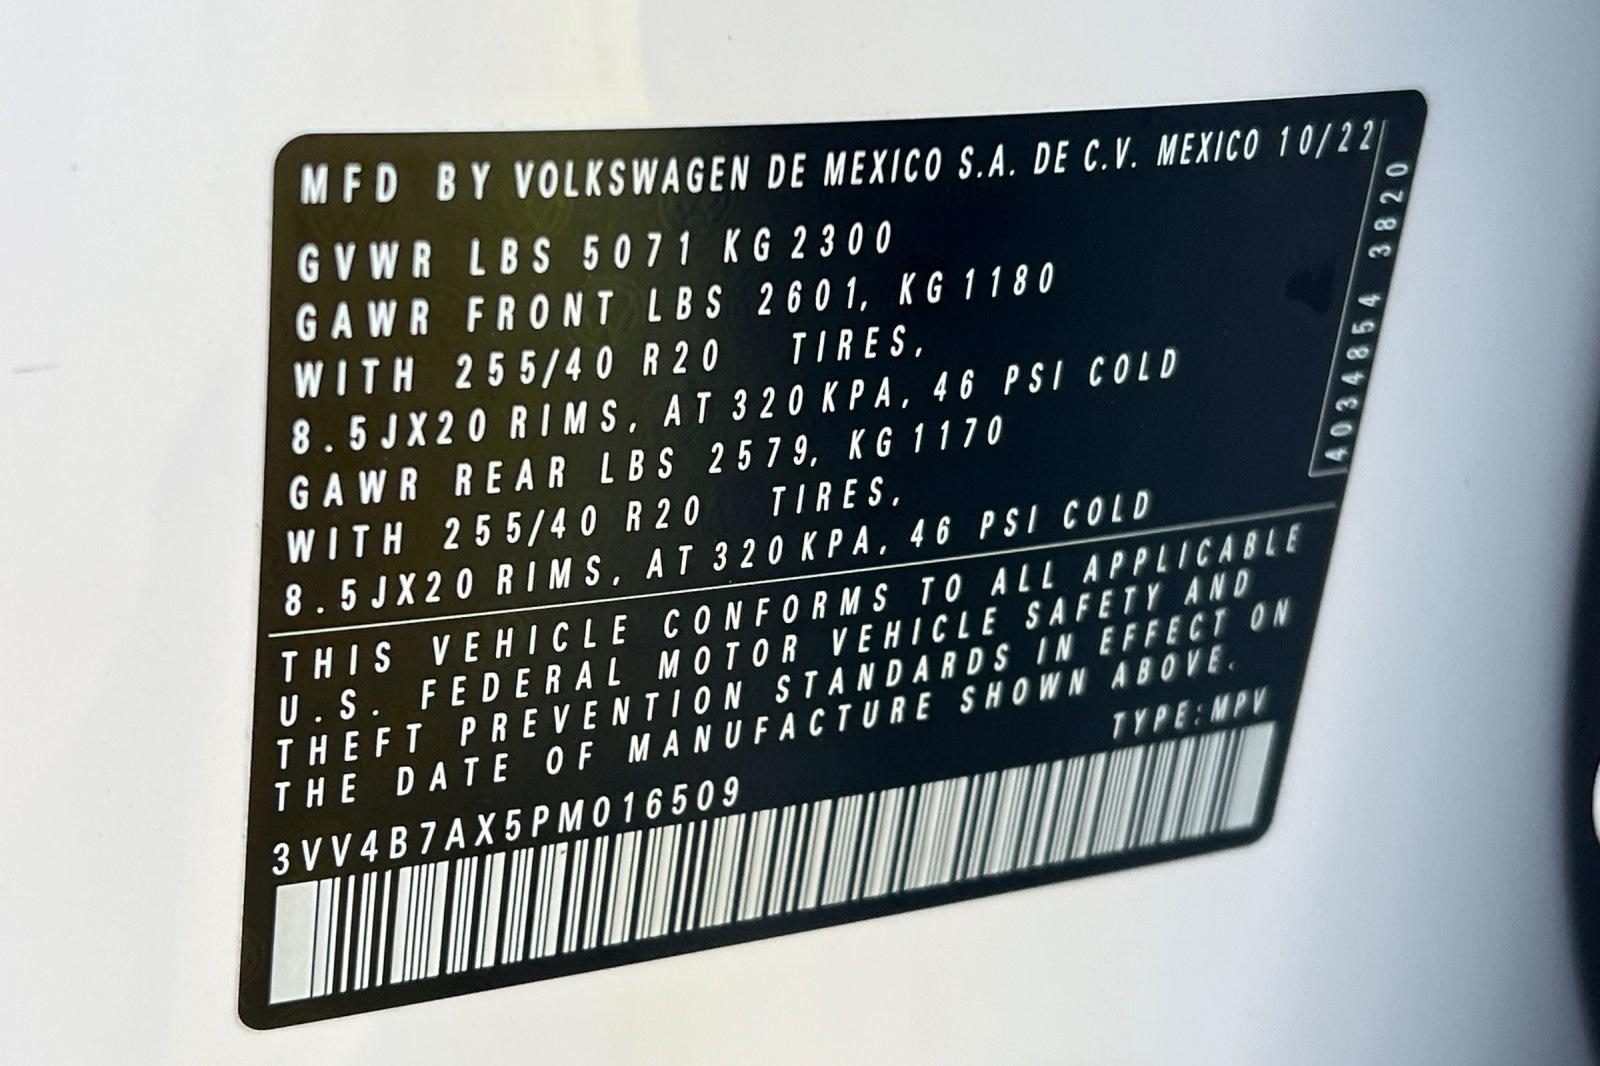 MFD BY VOLKSWAGEN DE MEXICO S.A. DE C.V. MEXICO 10/22
GVWR LBS 5071 KG 2300
GAWR FRONT LBS 2601, KG 1180
WITH 255/40 R20 TIRES,
8.5JX20 RIMS, AT 320 KPA, 46 PSI COLD
GAWR REAR LBS 2579, KG 1170
WITH 255/40 R20 TIRES,
8.5JX20 RIMS, AT 320 KPA, 46 PSI COLD
4034854 3820
THIS VEHICLE CONFORMS TO ALL APPLICABLE
U.S. FEDERAL MOTOR VEHICLE SAFETY AND
THEFT PREVENTION STANDARDS IN EFFECT ON
THE DATE OF MANUFACTURE SHOWN ABOVE.
TYPE:MPV
3VV4B7AX5PM016509